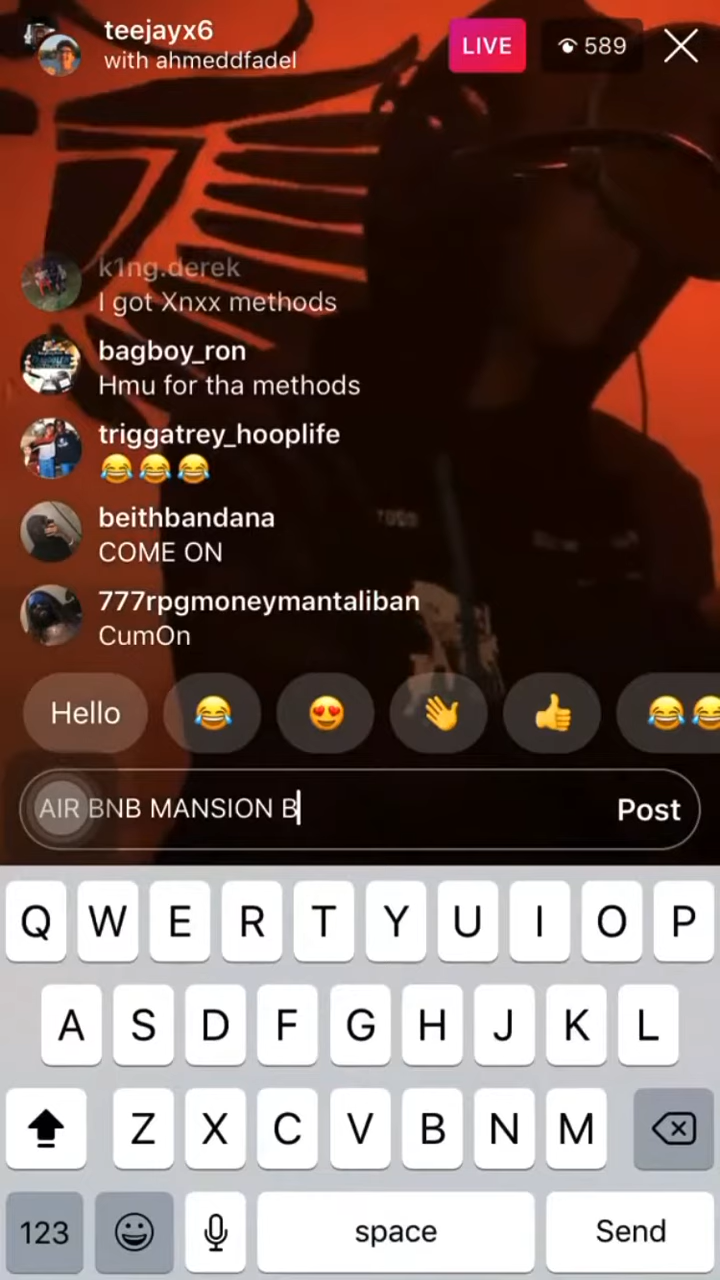 teejayx6
with ahmeddfadel
LIVE
589
k1ng.derek
I got Xnxx methods
bagboy_ron
Hmu for tha methods
triggatrey_hooplife
😂😂😂
beithbandana
COME ON
777rpgmoneymantaliban
CumOn
Hello 😂 😍 👋 👍 😂😂
AIR BNB MANSION B
Post
Q W E R T Y U I O P
A S D F G H J K L
Z X C V B N M
123 space Send